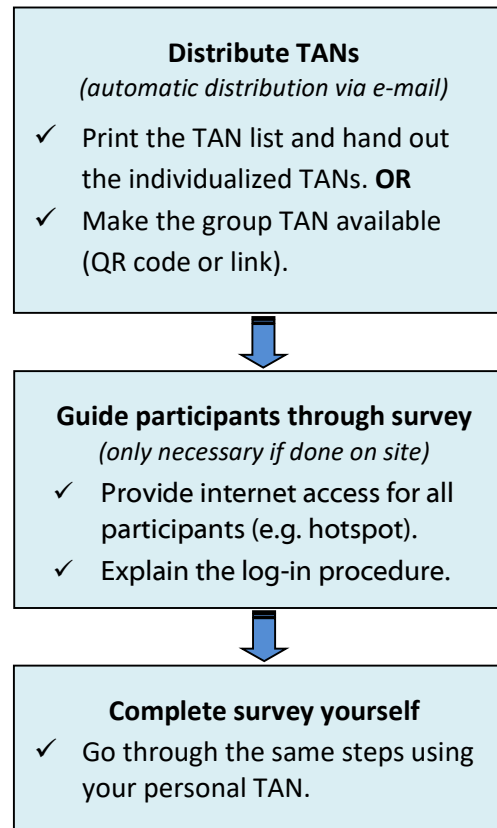 Distribute TANs
(automatic distribution via e-mail)
✓ Print the TAN list and hand out
the individualized TANs. OR
✓ Make the group TAN available
(QR code or link).
Guide participants through survey
(only necessary if done on site)
✓ Provide internet access for all
participants (e.g. hotspot).
✓ Explain the log-in procedure.
Complete survey yourself
✓ Go through the same steps using
your personal TAN.